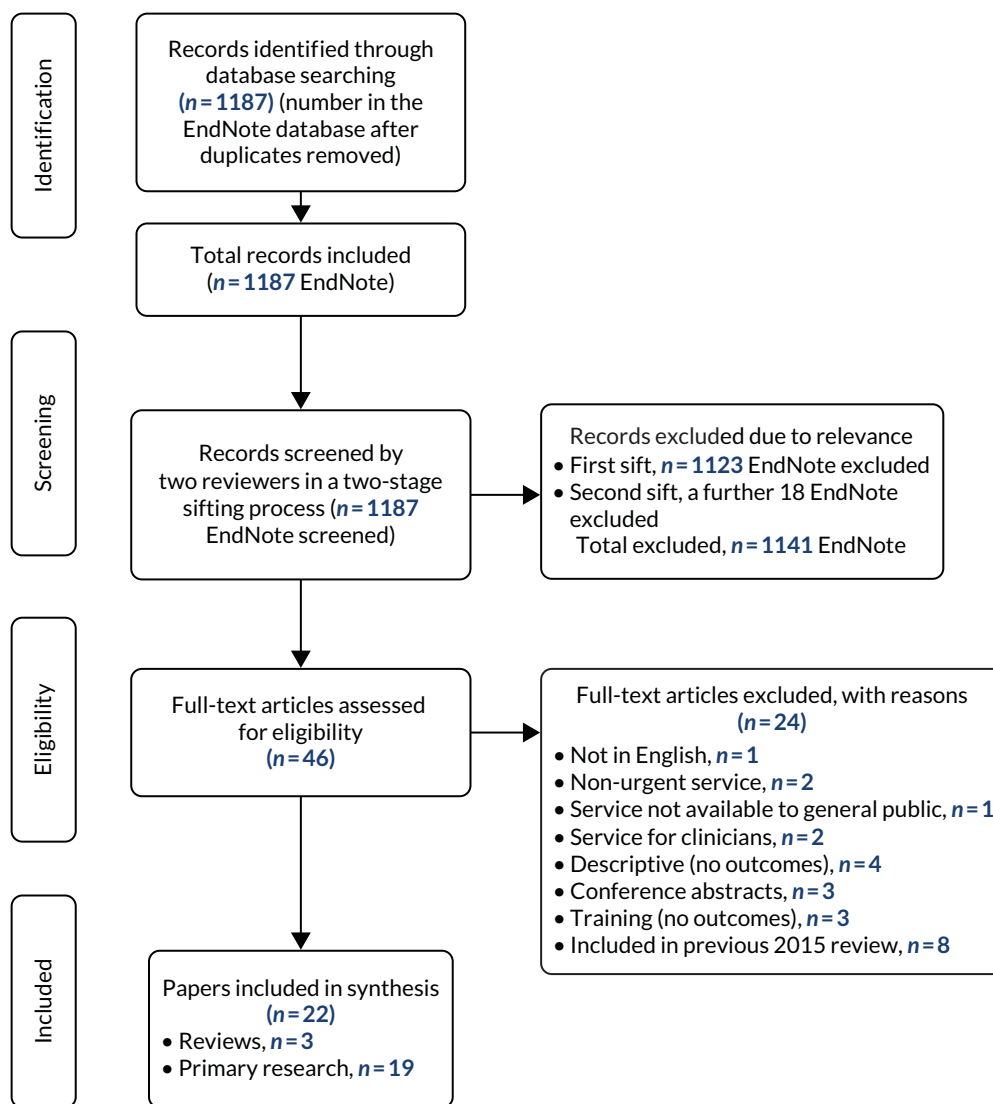 Identification
Records identified through
database searching
(n = 1187) (number in the
EndNote database after
duplicates removed)
Total records included
(n = 1187 EndNote)
Screening
Records screened by
two reviewers in a two-stage
sifting process (n = 1187
EndNote screened)
Records excluded due to relevance
• First sift, n = 1123 EndNote excluded
• Second sift, a further 18 EndNote
excluded
Total excluded, n = 1141 EndNote
Eligibility
Full-text articles assessed
for eligibility
(n = 46)
Full-text articles excluded, with reasons
(n = 24)
• Not in English, n = 1
• Non-urgent service, n = 2
• Service not available to general public, n = 1
• Service for clinicians, n = 2
• Descriptive (no outcomes), n = 4
• Conference abstracts, n = 3
• Training (no outcomes), n = 3
• Included in previous 2015 review, n = 8
Included
Papers included in synthesis
(n = 22)
• Reviews, n = 3
• Primary research, n = 19